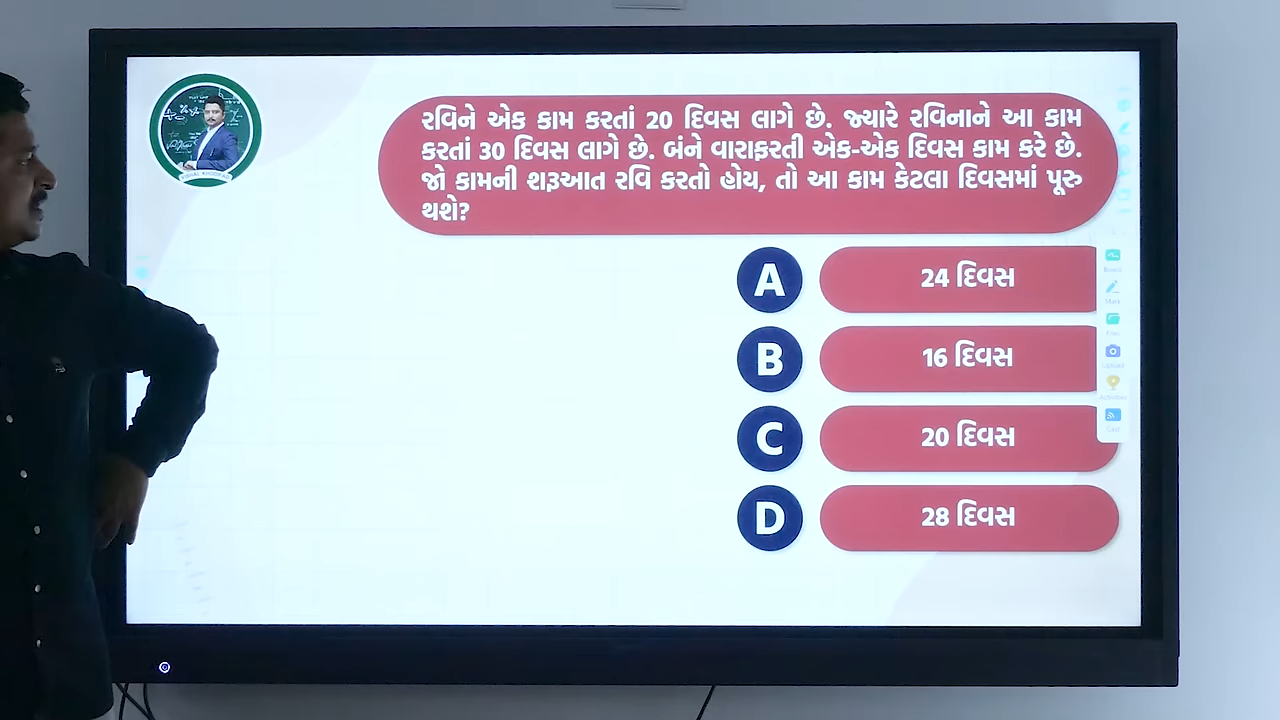 રવિને એક કામ કરતાં 20 દિવસ લાગે છે. જ્યારે રવિનાને આ કામ
કરતાં 30 દિવસ લાગે છે. બંને વારાફરતી એક-એક દિવસ કામ કરે છે.
જો કામની શરૂઆત રવિ કરતો હોય, તો આ કામ કેટલા દિવસમાં પૂરુ
થશે?
A 24 દિવસ
B 16 દિવસ
C 20 દિવસ
D 28 દિવસ